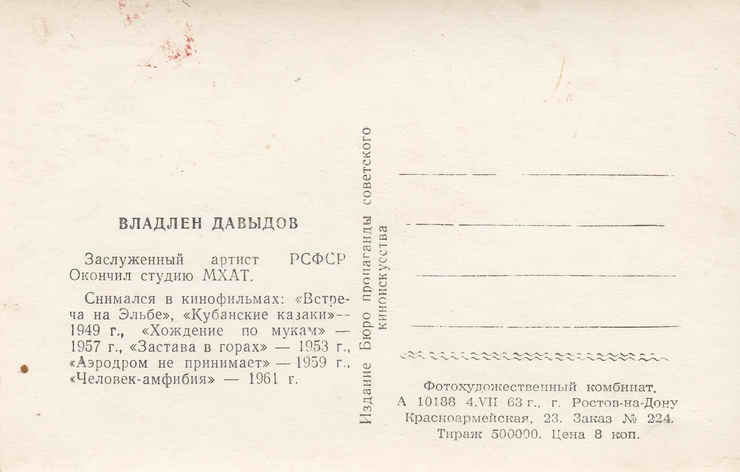 ВЛАДЛЕН ДАВЫДОВ
Заслуженный артист РСФСР
Окончил студию МХАТ.
Снимался в кинофильмах: «Встре-
ча на Эльбе», «Кубанские казаки»—
1949 г., «Хождение по мукам» —
1957 г., «Застава в горах» — 1953 г.,
«Аэродром не принимает» — 1959 г.,
«Человек-амфибия» — 1961 г.
Издание Бюро пропаганды советского
киноискусства
Фотохудожественный комбинат.
А 10188 4.VII 63 г., г. Ростов-на-Дону
Красноармейская, 23. Заказ № 224.
Тираж 500000. Цена 8 коп.